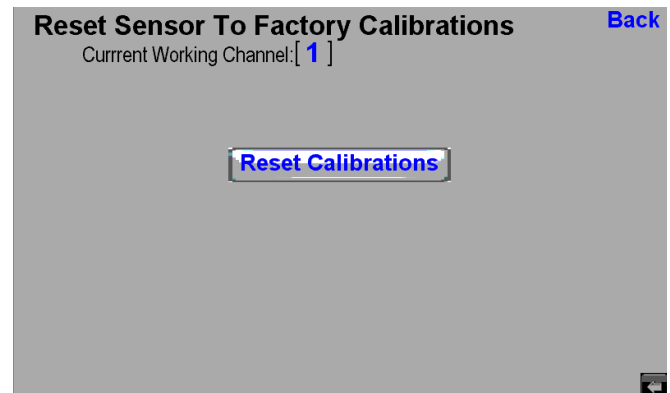 Reset Sensor To Factory Calibrations
Back
Currrent Working Channel:[ 1 ]
Reset Calibrations